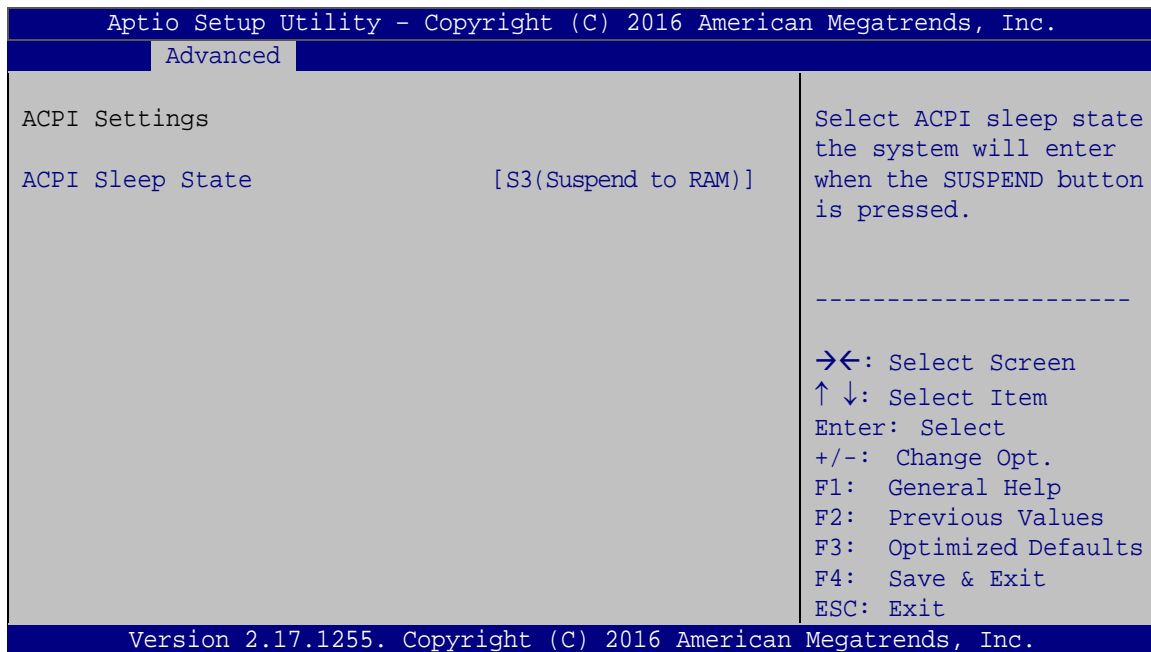 Aptio Setup Utility – Copyright (C) 2016 American Megatrends, Inc.
Advanced
ACPI Settings
ACPI Sleep State [S3(Suspend to RAM)]
Select ACPI sleep state
the system will enter
when the SUSPEND button
is pressed.
----------------------
→←: Select Screen
↑ ↓: Select Item
Enter: Select
+/-: Change Opt.
F1: General Help
F2: Previous Values
F3: Optimized Defaults
F4: Save & Exit
ESC: Exit
Version 2.17.1255. Copyright (C) 2016 American Megatrends, Inc.